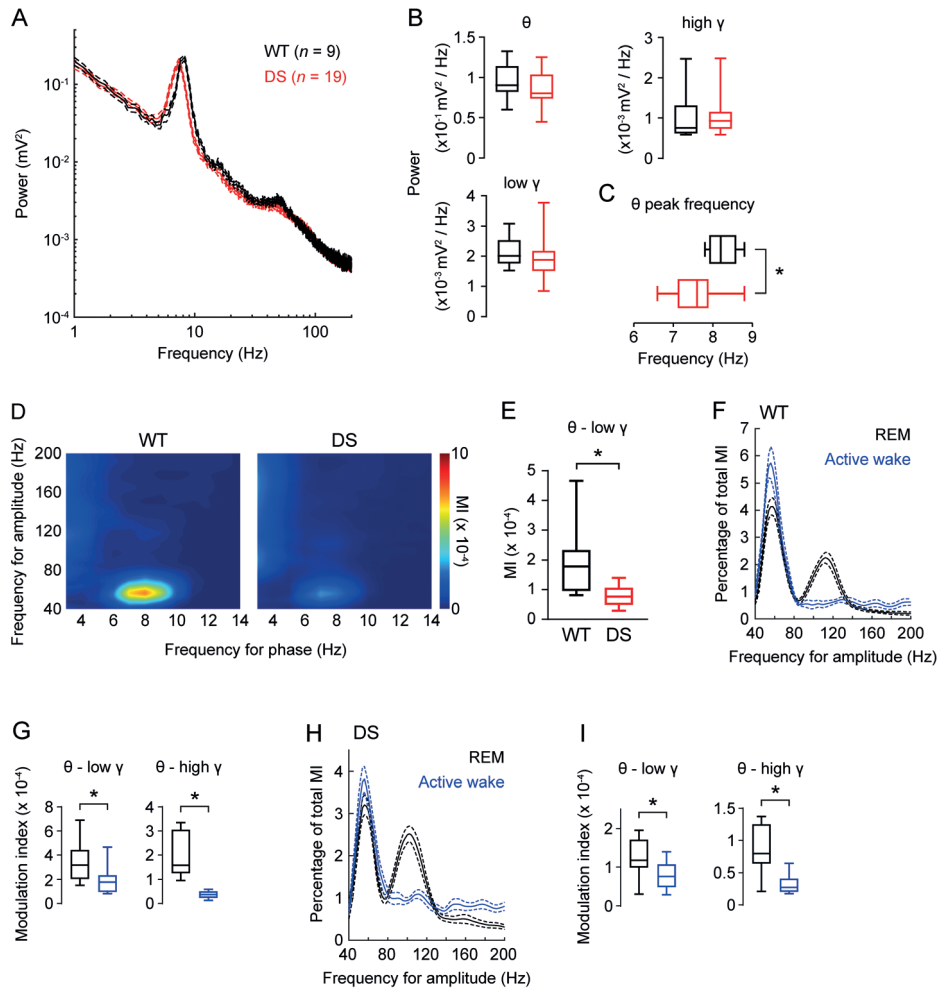 A
WT (n = 9)
DS (n = 19)
Power (mV²)
10⁻¹
10⁻²
10⁻³
10⁻⁴
1
10
100
Frequency (Hz)
B
Power
θ
(x10⁻¹ mV² / Hz)
1.5
1
0.5
0
high γ
(x10⁻³ mV² / Hz)
3
2
1
0
low γ
(x10⁻³ mV² / Hz)
4
3
2
1
0
C
θ peak frequency
*
6 7 8 9
Frequency (Hz)
D
WT
DS
Frequency for amplitude (Hz)
200
160
120
80
40
4 6 8 10 12 14
4 6 8 10 12 14
Frequency for phase (Hz)
10
0
MI (x 10⁻⁴)
E
θ - low γ
*
MI (x 10⁻⁴)
5
4
3
2
1
0
WT DS
F
WT
REM
Active wake
Percentage of total MI
7
6
5
4
3
2
1
0
40 80 120 160 200
Frequency for amplitude (Hz)
G
Modulation index (x 10⁻⁴)
θ - low γ
*
8
6
4
2
0
θ - high γ
*
4
3
2
1
0
H
DS
REM
Active wake
Percentage of total MI
4
3
2
1
0
40 80 120 160 200
Frequency for amplitude (Hz)
I
Modulation index (x 10⁻⁴)
θ - low γ
*
2
1
0
θ - high γ
*
1.5
1
0.5
0